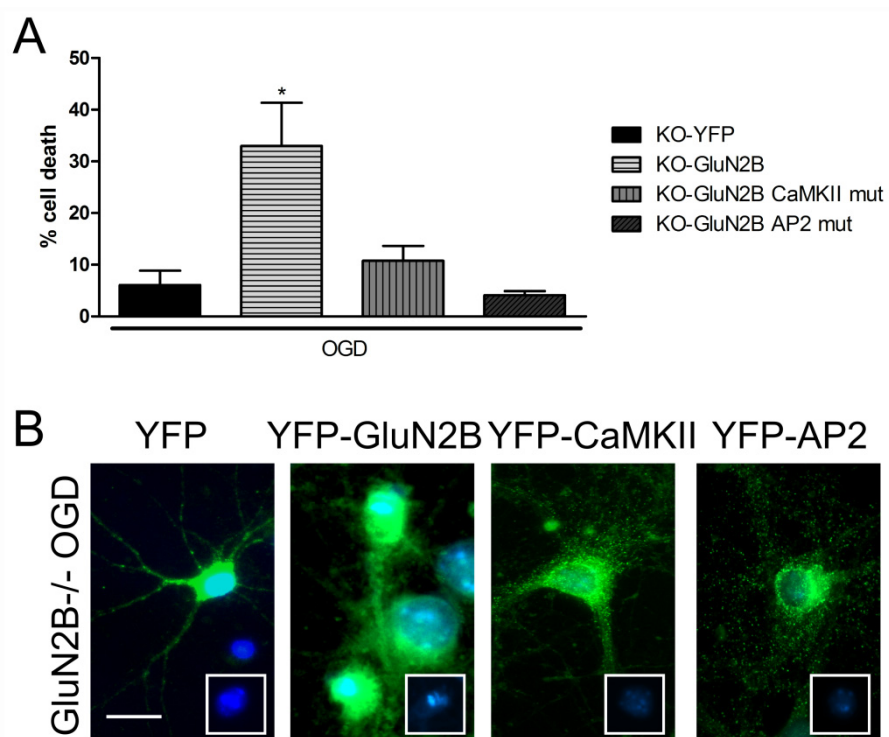 A
50
40
30
20
10
0
% cell death
*
OGD
KO-YFP
KO-GluN2B
KO-GluN2B CaMKII mut
KO-GluN2B AP2 mut
B
YFP YFP-GluN2B YFP-CaMKII YFP-AP2
GluN2B-/- OGD